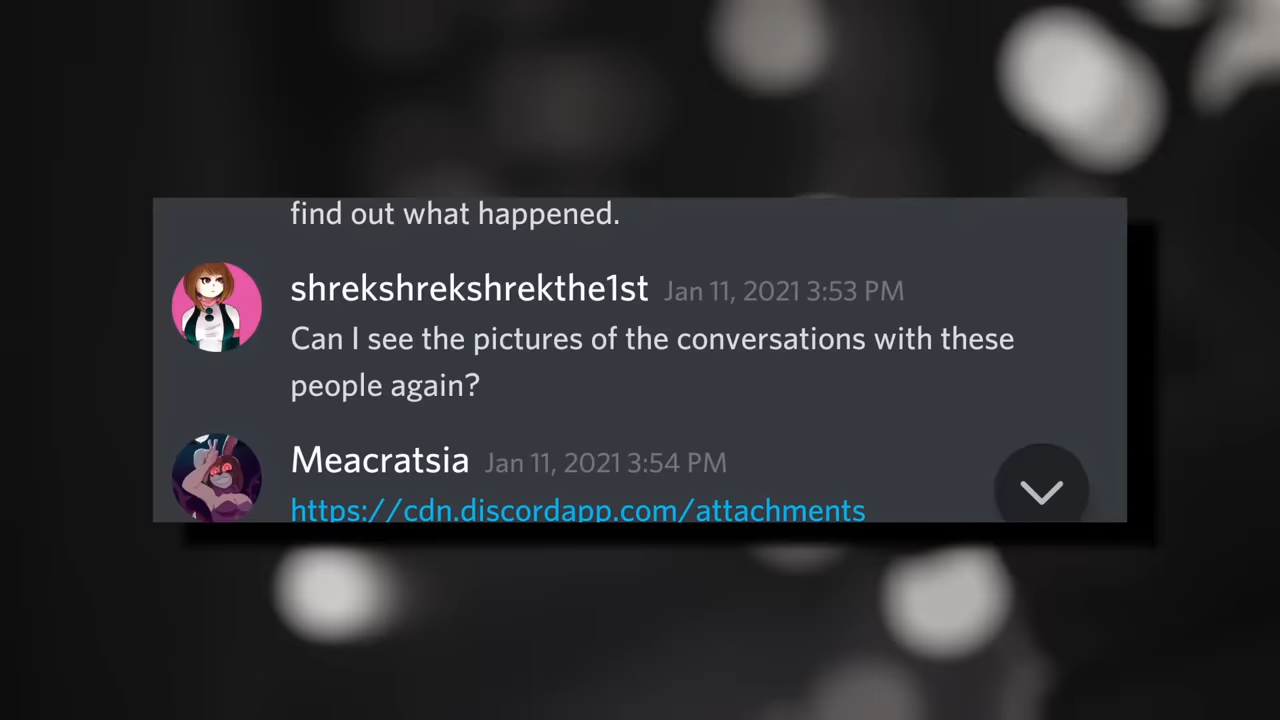 find out what happened.
shrekshrekshrekthe1st Jan 11, 2021 3:53 PM
Can I see the pictures of the conversations with these
people again?
Meacratsia Jan 11, 2021 3:54 PM
https://cdn.discordapp.com/attachments